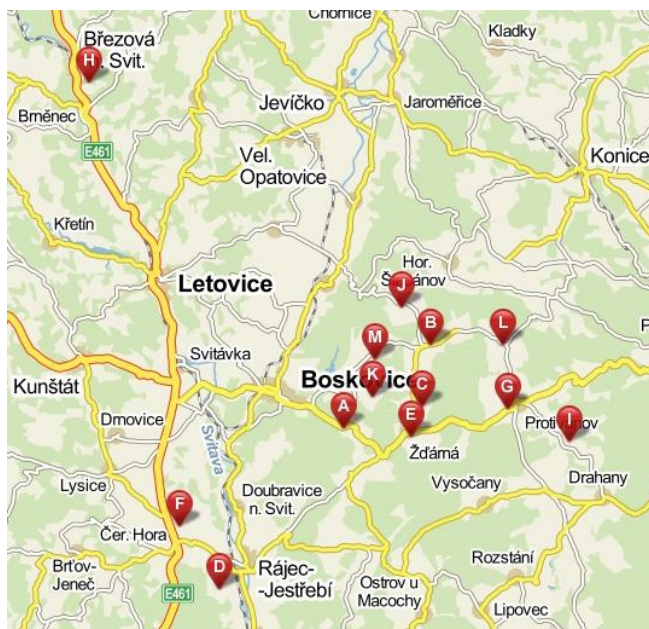 Chornice
Kladky
Březová
H
. Svit.
Jevíčko
Jaroměřice
Brněnec
E461
Vel.
Opatovice
Konice
Křetín
Hor.
Letovice
J
B
L
M
Svitávka
Boskovice
K
Kunštát
C
G
A
E
Drnovice
Protivanov
I
Svitava
Žďárná
Lysice
Vysočany
Drahany
Doubravice
n. Svit.
F
Čer. Hora
Rozstání
Brťov-
Jeneč
D
Rájec-
-Jestřebí
Ostrov u
Macochy
E461
Lipovec